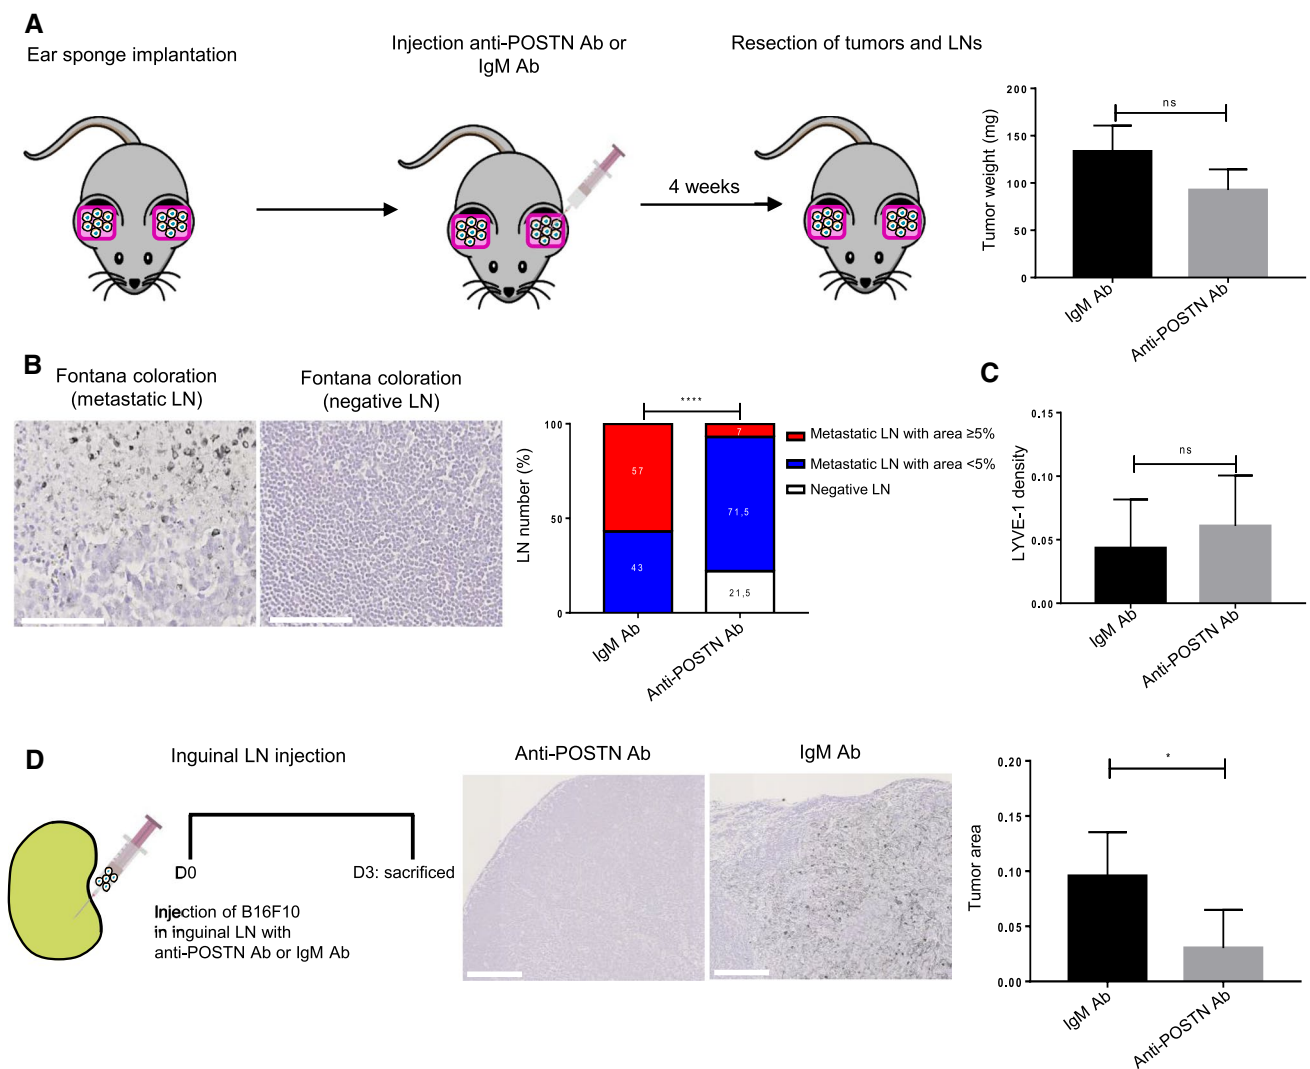 A
Ear sponge implantation
Injection anti-POSTN Ab or
IgM Ab
Resection of tumors and LNs
4 weeks
Tumor weight (mg)
200
150
100
50
0
ns
IgM Ab
Anti-POSTN Ab
B
Fontana coloration
(metastatic LN)
Fontana coloration
(negative LN)
LN number (%)
100
50
0
****
57
43
7
71,5
21,5
IgM Ab
Anti-POSTN Ab
Metastatic LN with area ≥5%
Metastatic LN with area <5%
Negative LN
C
LYVE-1 density
0.15
0.10
0.05
0.00
ns
IgM Ab
Anti-POSTN Ab
D
Inguinal LN injection
D0
D3: sacrificed
Injection of B16F10
in inguinal LN with
anti-POSTN Ab or IgM Ab
Anti-POSTN Ab
IgM Ab
Tumor area
0.20
0.15
0.10
0.05
0.00
*
IgM Ab
Anti-POSTN Ab